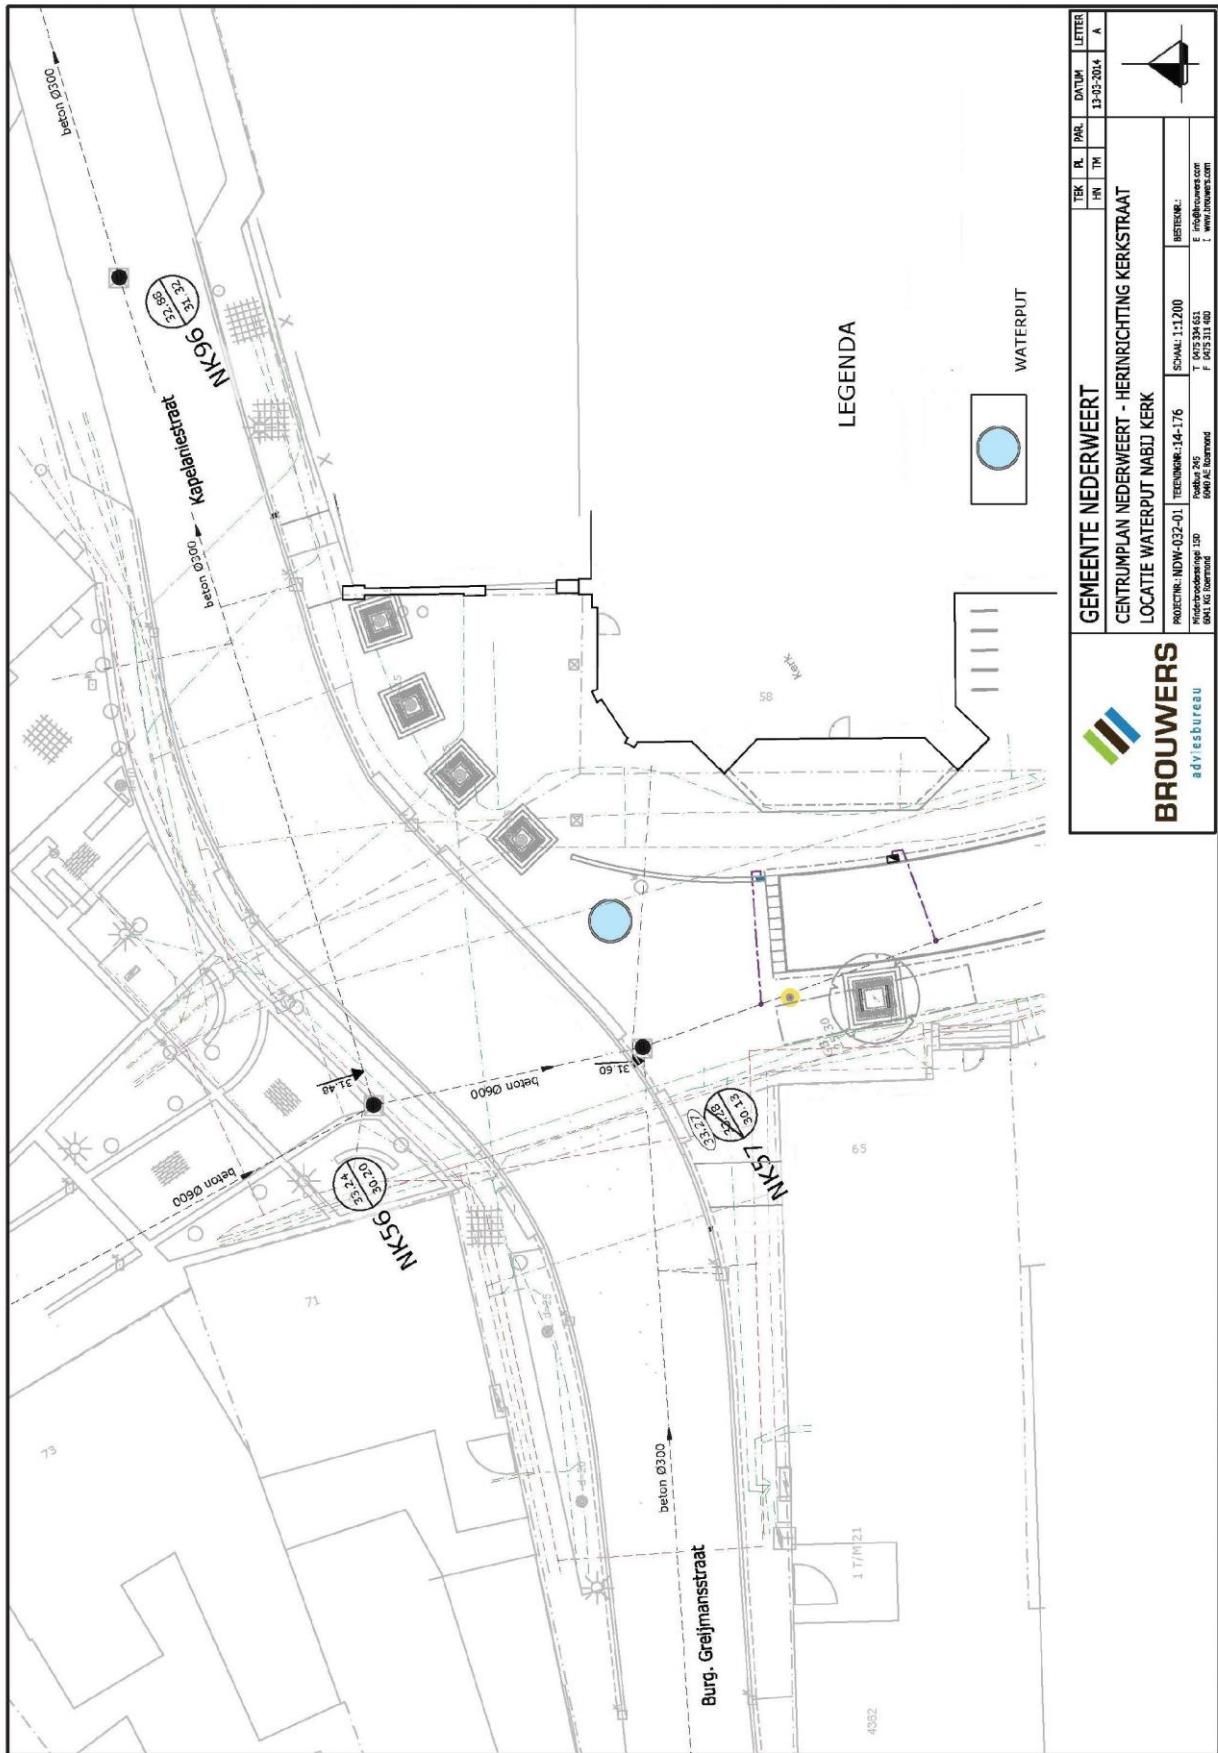 beton Ø300
NK96
32.88
31.32
Kapelaniestraat
beton Ø300
31.48
beton Ø600
beton Ø600
31.60
NK56
33.24
30.20
NK57
33.27
30.13
Burg. Greijmansstraat
beton Ø300
71
73
65
58
Kerk
1 T/M 21
4382
LEGENDA
WATERPUT
BROUWERS
adviesbureau
GEMEENTE NEDERWEERT
CENTRUMPLAN NEDERWEERT - HERINRICHTING KERKSTRAAT
LOCATIE WATERPUT NABIJ KERK
PROJECTNR.: NDW-032-01 TEKENINGNR.: 14-176 SCHAAL: 1:1200 BESTEKNR.:
Minderbroederssingel 15D Postbus 245 T 0475 334 651 E info@brouwers.com
6041 KG Roermond 6040 AE Roermond F 0475 311 400 I www.brouwers.com
TEK PL PAR. DATUM LETTER
HN TM 13-03-2014 A